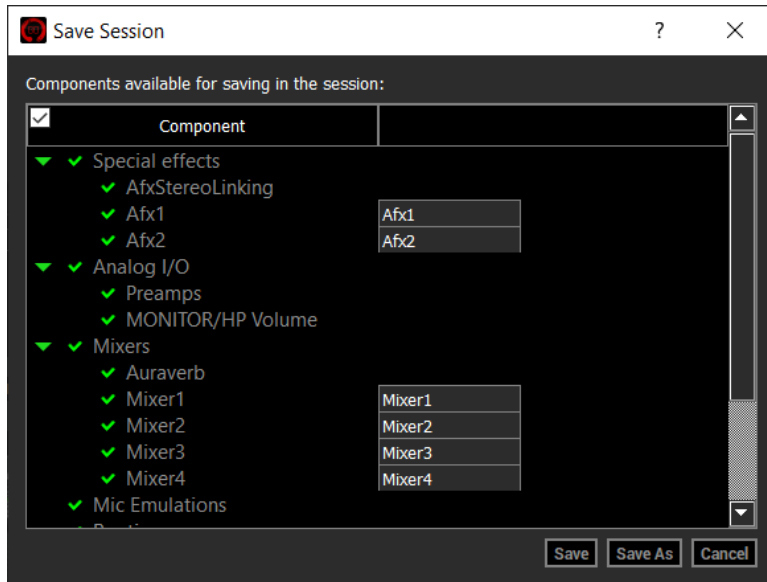 Save Session ?
Components available for saving in the session:
Component
Special effects
AfxStereoLinking
Afx1 Afx1
Afx2 Afx2
Analog I/O
Preamps
MONITOR/HP Volume
Mixers
Auraverb
Mixer1 Mixer1
Mixer2 Mixer2
Mixer3 Mixer3
Mixer4 Mixer4
Mic Emulations
Save Save As Cancel